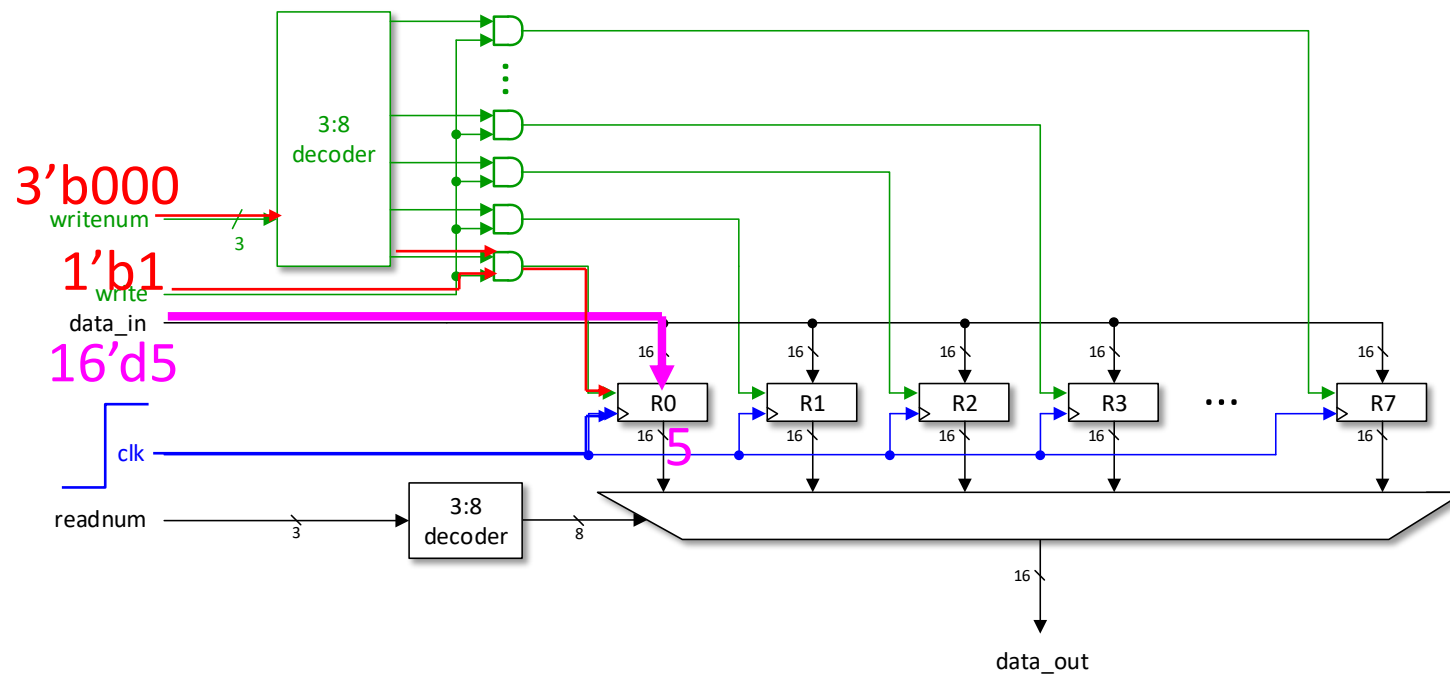 3:8
decoder
3’b000
writenum
3
1’b1
write
data_in
16’d5
16
16
16
16
16
R0
R1
R2
R3
...
R7
clk
16
5
16
16
16
16
readnum
3
3:8
decoder
8
16
data_out